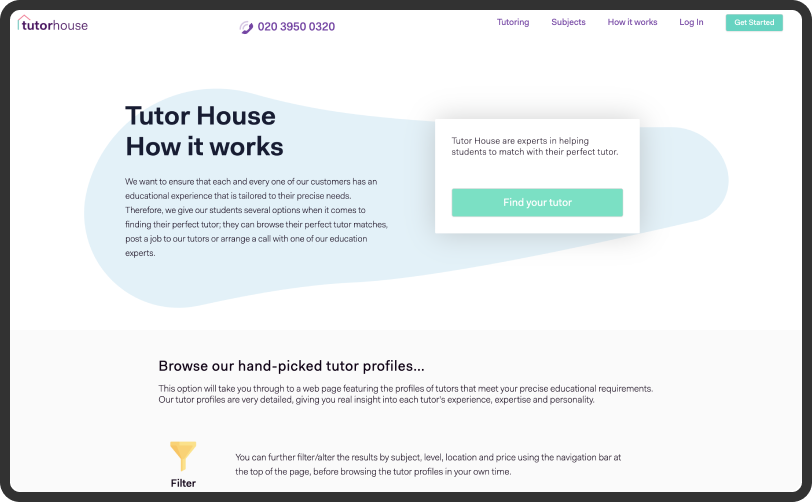 tutorhouse
020 3950 0320
Tutoring
Subjects
How it works
Log In
Get Started
Tutor House
How it works
We want to ensure that each and every one of our customers has an
educational experience that is tailored to their precise needs.
Therefore, we give our students several options when it comes to
finding their perfect tutor; they can browse their perfect tutor matches,
post a job to our tutors or arrange a call with one of our education
experts.
Tutor House are experts in helping
students to match with their perfect tutor.
Find your tutor
Browse our hand-picked tutor profiles...
This option will take you through to a web page featuring the profiles of tutors that meet your precise educational requirements.
Our tutor profiles are very detailed, giving you real insight into each tutor's experience, expertise and personality.
You can further filter/alter the results by subject, level, location and price using the navigation bar at
the top of the page, before browsing the tutor profiles in your own time.
Filter